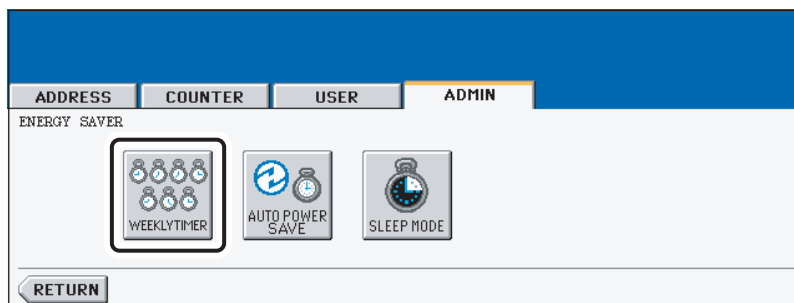 ADDRESS COUNTER USER ADMIN
ENERGY SAVER
WEEKLYTIMER
AUTO POWER
SAVE
SLEEP MODE
RETURN